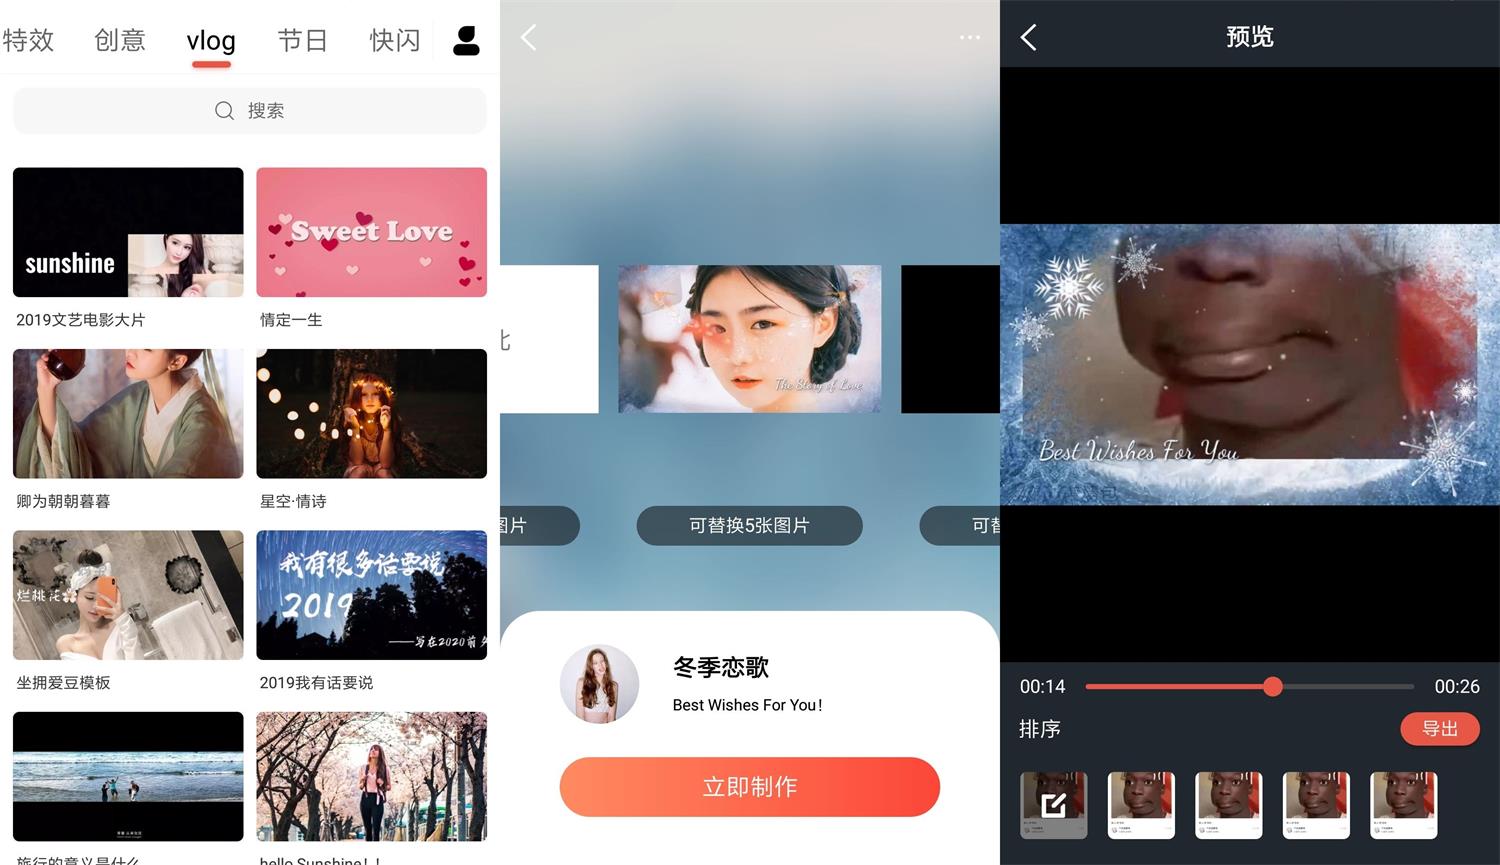 特效 创意 vlog 节日 快闪
搜索
sunshine
Sweet Love
2019文艺电影大片
情定一生
卿为朝朝暮暮
星空·情诗
烂桃花
我有很多话要说
2019
——写在2020前夕
坐拥爱豆模板
2019我有话要说
旅行的意义是什么
hello Sunshine！！
The Story of Love
图片
可替换5张图片
可替
冬季恋歌
Best Wishes For You！
立即制作
预览
Best Wishes For You
00:14
00:26
排序
导出